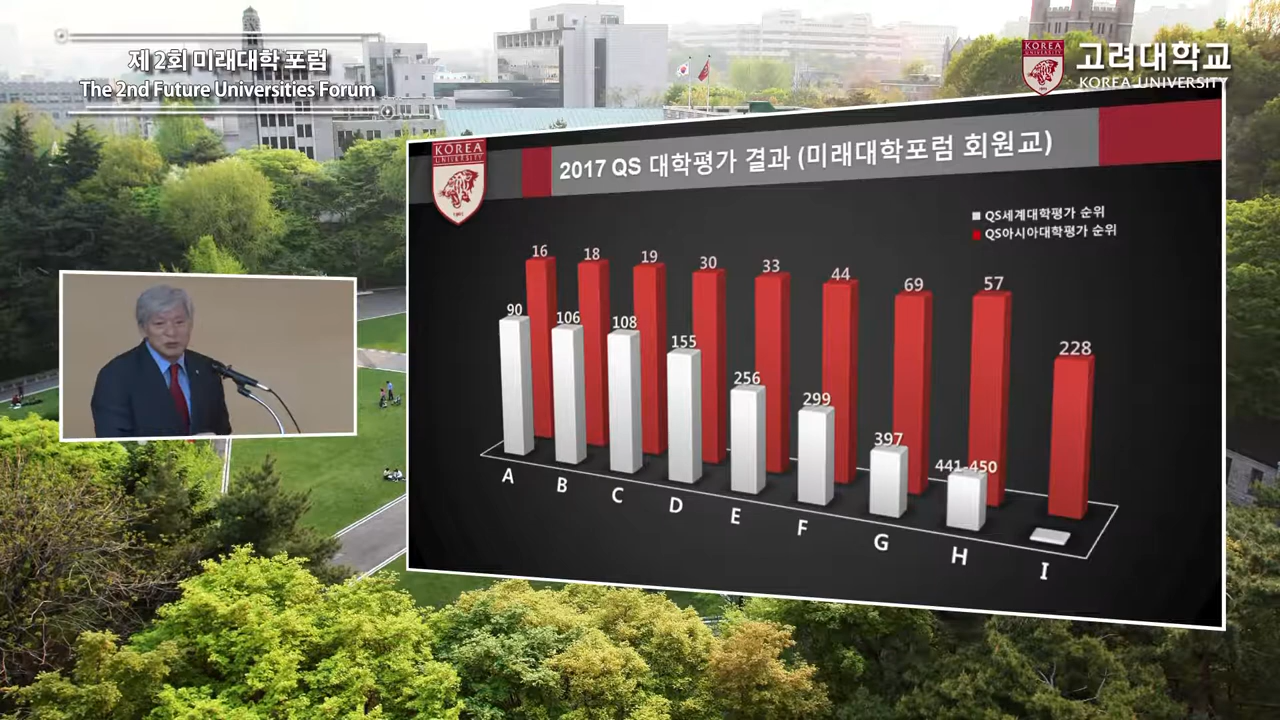 제 2회 미래대학 포럼
The 2nd Future Universities Forum
KOREA
UNIVERSITY
고려대학교
KOREA UNIVERSITY
KOREA
UNIVERSITY
2017 QS 대학평가 결과 (미래대학포럼 회원교)
QS세계대학평가 순위
QS아시아대학평가 순위
16 18 19 30 33 44 69 57 228
90 106 108 155 256 299 397 441-450
A B C D E F G H I